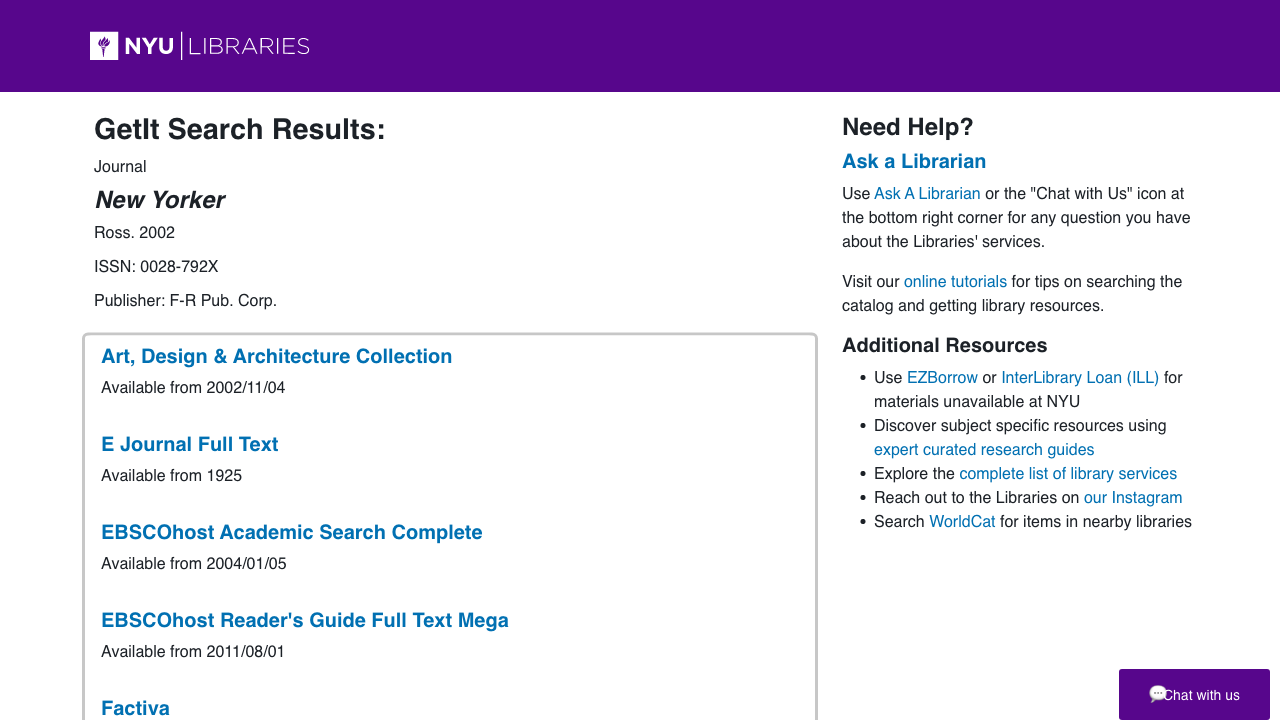 NYU LIBRARIES
GetIt Search Results:
Journal
New Yorker
Ross. 2002
ISSN: 0028-792X
Publisher: F-R Pub. Corp.
Art, Design & Architecture Collection
Available from 2002/11/04
E Journal Full Text
Available from 1925
EBSCOhost Academic Search Complete
Available from 2004/01/05
EBSCOhost Reader's Guide Full Text Mega
Available from 2011/08/01
Factiva
Need Help?
Ask a Librarian
Use Ask A Librarian or the "Chat with Us" icon at
the bottom right corner for any question you have
about the Libraries' services.
Visit our online tutorials for tips on searching the
catalog and getting library resources.
Additional Resources
• Use EZBorrow or InterLibrary Loan (ILL) for
materials unavailable at NYU
• Discover subject specific resources using
expert curated research guides
• Explore the complete list of library services
• Reach out to the Libraries on our Instagram
• Search WorldCat for items in nearby libraries
Chat with us